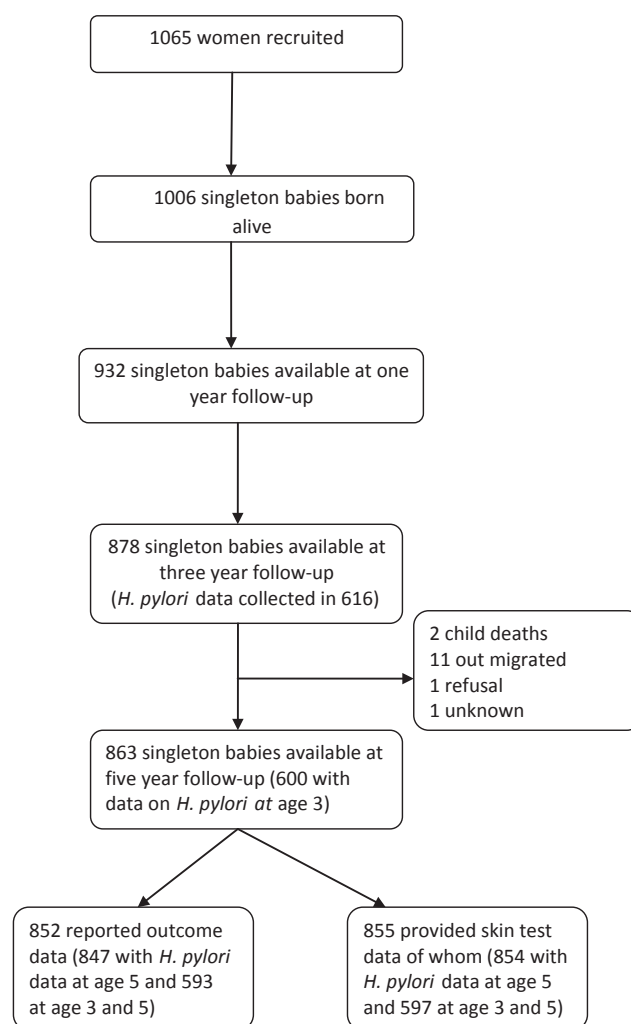 1065 women recruited
1006 singleton babies born
alive
932 singleton babies available at one
year follow-up
878 singleton babies available at
three year follow-up
(H. pylori data collected in 616)
2 child deaths
11 out migrated
1 refusal
1 unknown
863 singleton babies available at
five year follow-up (600 with
data on H. pylori at age 3)
852 reported outcome
data (847 with H. pylori
data at age 5 and 593
at age 3 and 5)
855 provided skin test
data of whom (854 with
H. pylori data at age 5
and 597 at age 3 and 5)